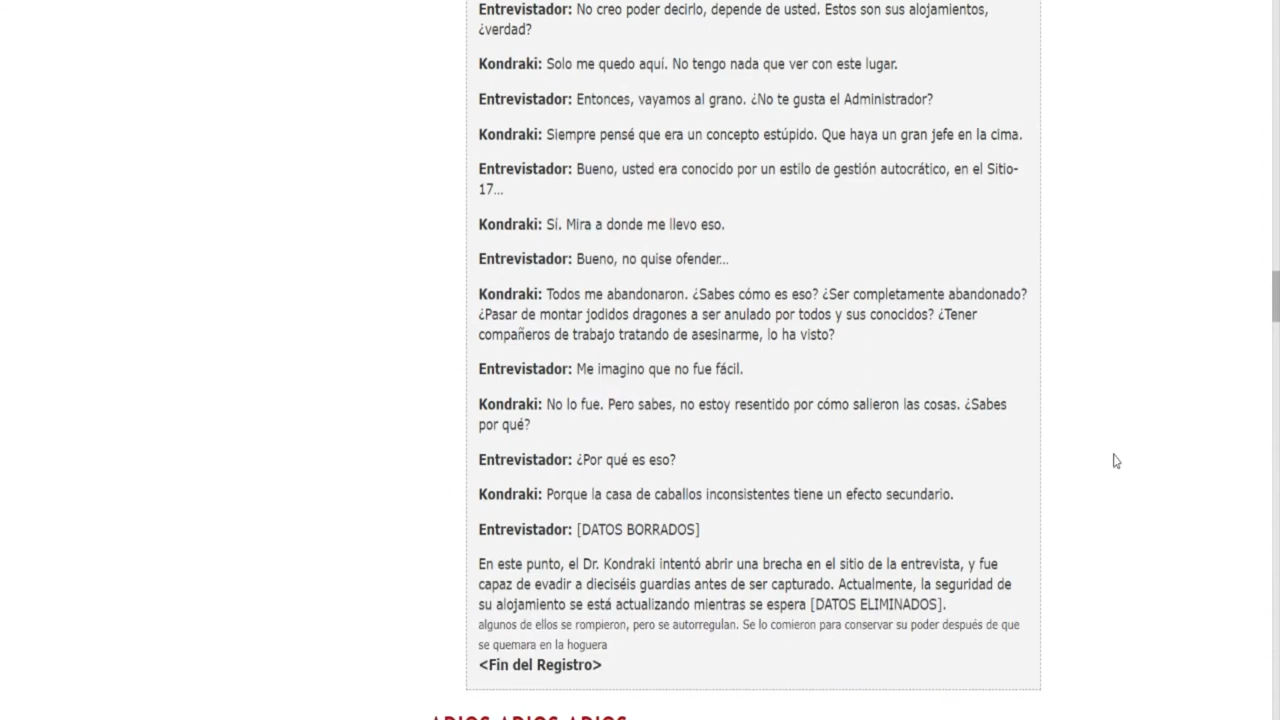 Entrevistador: No creo poder decirlo, depende de usted. Estos son sus alojamientos,
¿verdad?
Kondraki: Solo me quedo aquí. No tengo nada que ver con este lugar.
Entrevistador: Entonces, vayamos al grano. ¿No te gusta el Administrador?
Kondraki: Siempre pensé que era un concepto estúpido. Que haya un gran jefe en la cima.
Entrevistador: Bueno, usted era conocido por un estilo de gestión autocrático, en el Sitio-
17...
Kondraki: Sí. Mira a donde me llevo eso.
Entrevistador: Bueno, no quise ofender...
Kondraki: Todos me abandonaron. ¿Sabes cómo es eso? ¿Ser completamente abandonado?
¿Pasar de montar jodidos dragones a ser anulado por todos y sus conocidos? ¿Tener
compañeros de trabajo tratando de asesinarme, lo ha visto?
Entrevistador: Me imagino que no fue fácil.
Kondraki: No lo fue. Pero sabes, no estoy resentido por cómo salieron las cosas. ¿Sabes
por qué?
Entrevistador: ¿Por qué es eso?
Kondraki: Porque la casa de caballos inconsistentes tiene un efecto secundario.
Entrevistador: [DATOS BORRADOS]
En este punto, el Dr. Kondraki intentó abrir una brecha en el sitio de la entrevista, y fue
capaz de evadir a dieciséis guardias antes de ser capturado. Actualmente, la seguridad de
su alojamiento se está actualizando mientras se espera [DATOS ELIMINADOS].
algunos de ellos se rompieron, pero se autorregulan. Se lo comieron para conservar su poder después de que
se quemara en la hoguera
<Fin del Registro>
ADIOS ADIOS ADIOS